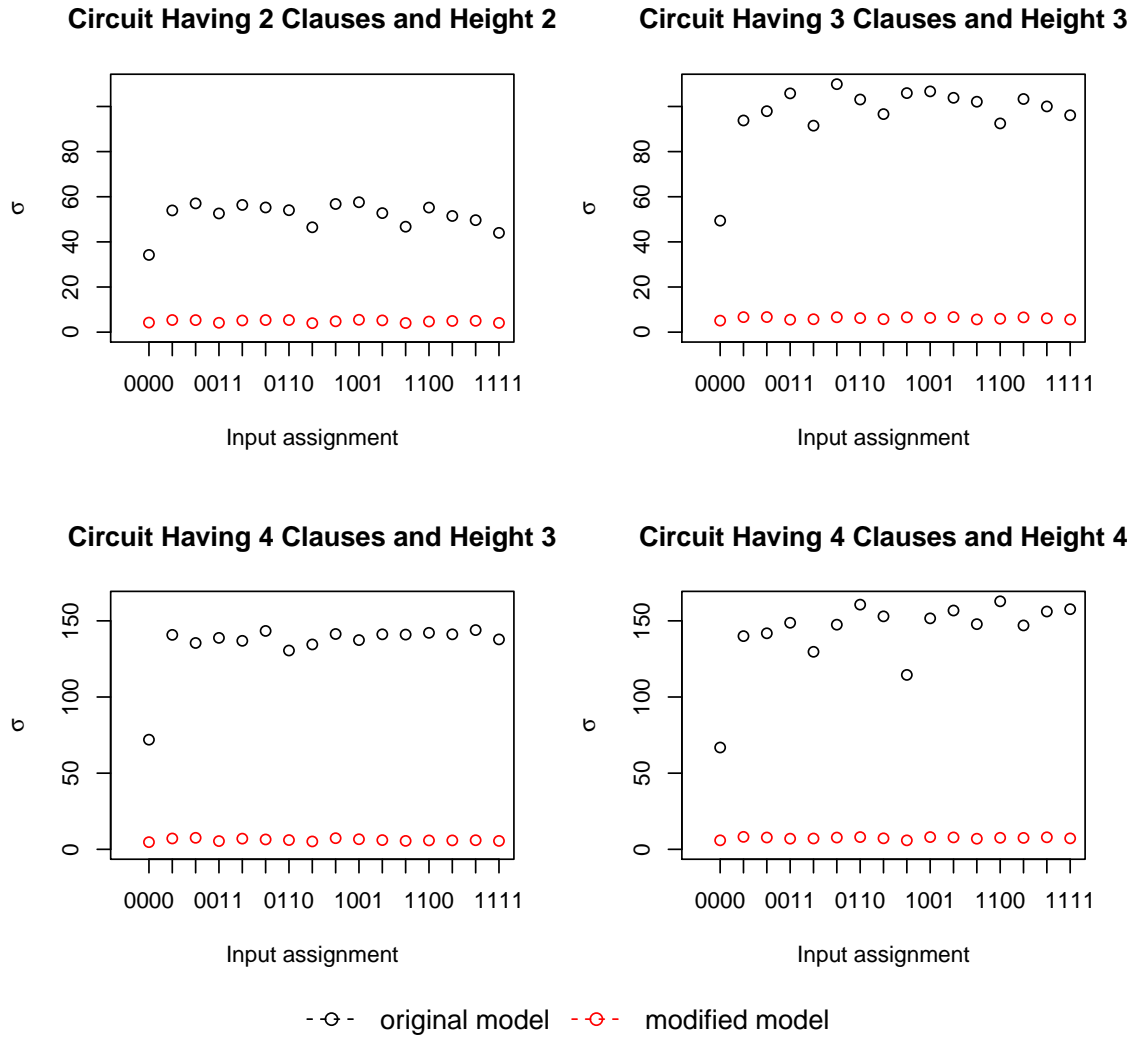 Circuit Having 2 Clauses and Height 2
σ
80
60
40
20
0
0000 0011 0110 1001 1100 1111
Input assignment
Circuit Having 3 Clauses and Height 3
σ
80
60
40
20
0
0000 0011 0110 1001 1100 1111
Input assignment
Circuit Having 4 Clauses and Height 3
σ
150
100
50
0
0000 0011 0110 1001 1100 1111
Input assignment
Circuit Having 4 Clauses and Height 4
σ
150
100
50
0
0000 0011 0110 1001 1100 1111
Input assignment
original model modified model